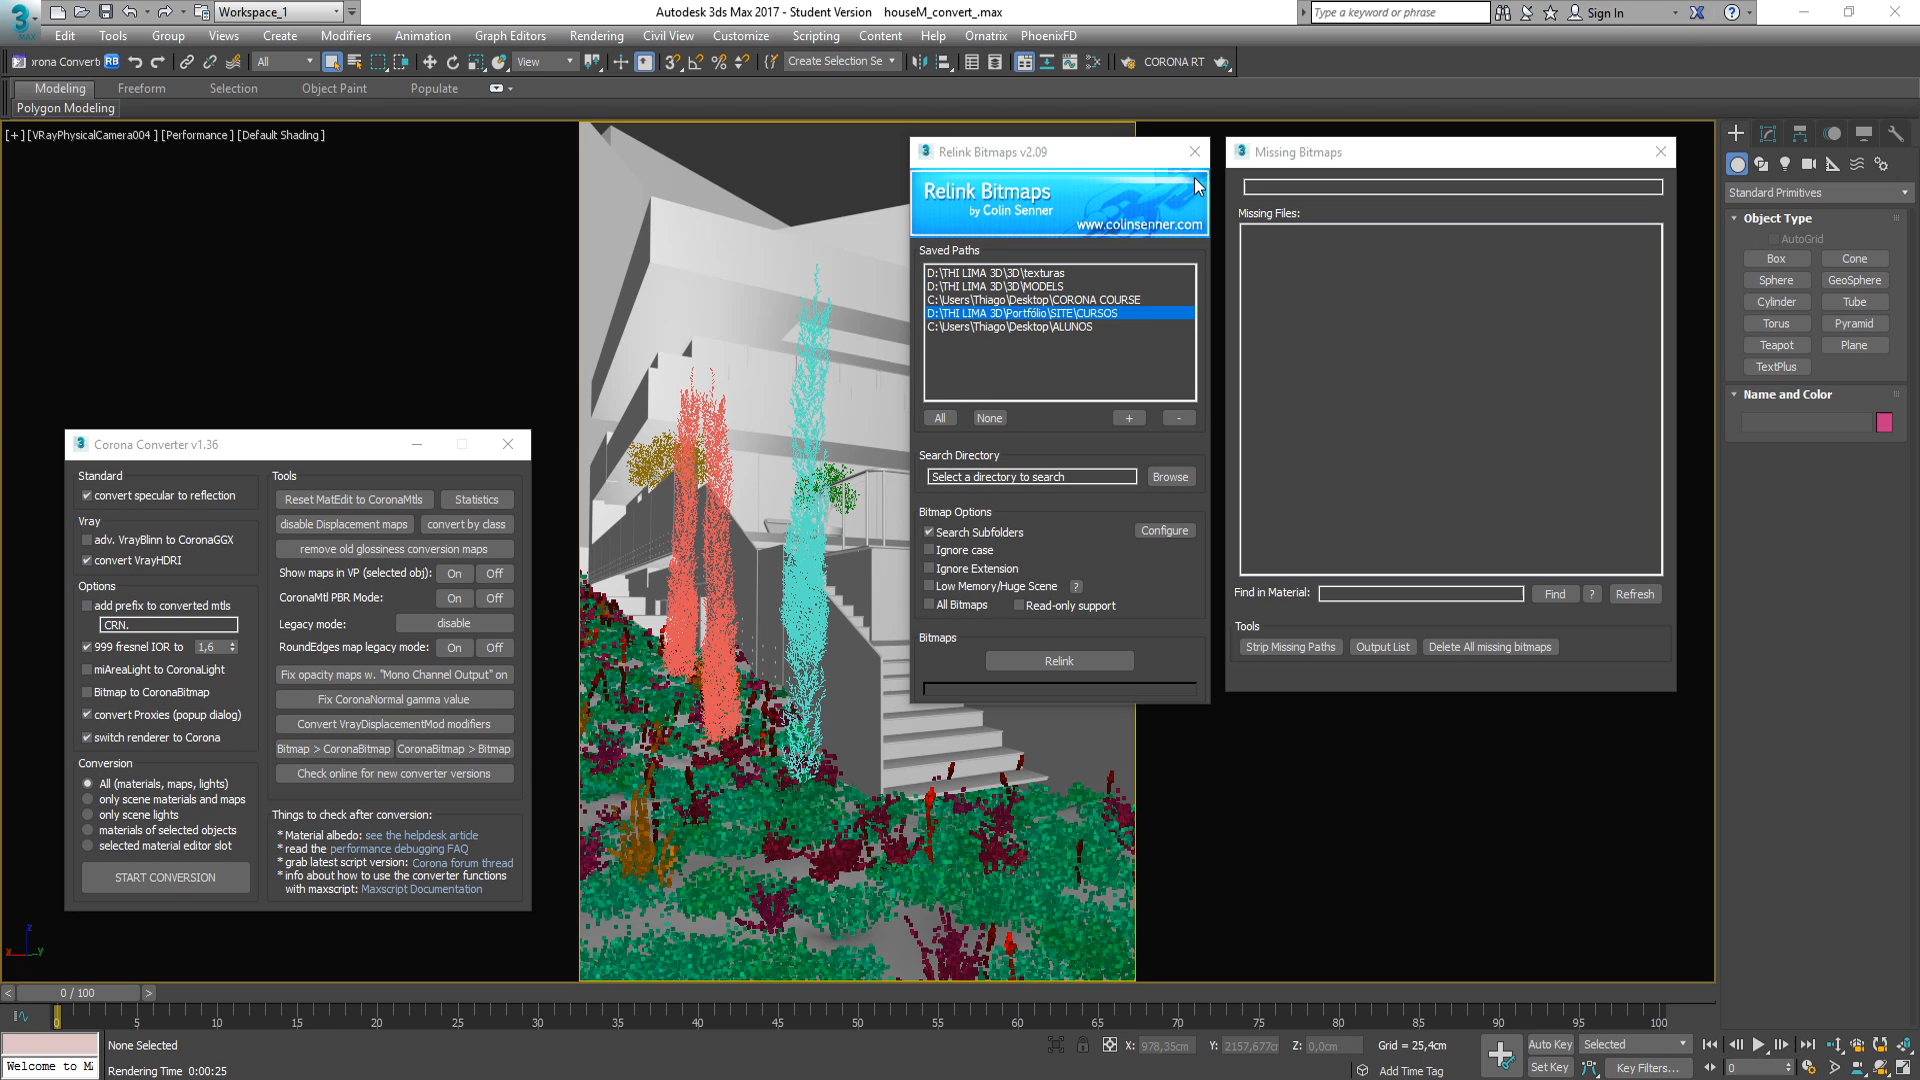 Workspace_1
Autodesk 3ds Max 2017 - Student Version houseM_convert_.max
Type a keyword or phrase
Sign In
MAX
Edit Tools Group Views Create Modifiers Animation Graph Editors Rendering Civil View Customize Scripting Content Help Ornatrix PhoenixFD
orona Converti RB All View Create Selection Se CORONA RT
Modeling Freeform Selection Object Paint Populate
Polygon Modeling
[+] [VRayPhysicalCamera004 ] [Performance ] [Default Shading ]
Relink Bitmaps v2.09
Relink Bitmaps
by Colin Senner
www.colinsenner.com
Saved Paths
D:\THI LIMA 3D\3D\texturas
D:\THI LIMA 3D\3D\MODELS
C:\Users\Thiago\Desktop\CORONA COURSE
D:\THI LIMA 3D\Portfólio\SITE\CURSOS
C:\Users\Thiago\Desktop\ALUNOS
All None + -
Search Directory
Select a directory to search Browse
Bitmap Options
Search Subfolders Configure
Ignore case
Ignore Extension
Low Memory/Huge Scene ?
All Bitmaps Read-only support
Bitmaps
Relink
Missing Bitmaps
Missing Files:
Find in Material: Find ? Refresh
Tools
Strip Missing Paths Output List Delete All missing bitmaps
Standard Primitives
Object Type
AutoGrid
Box Cone
Sphere GeoSphere
Cylinder Tube
Torus Pyramid
Teapot Plane
TextPlus
Name and Color
Corona Converter v1.36
Standard
convert specular to reflection
Vray
adv. VrayBlinn to CoronaGGX
convert VrayHDRI
Options
add prefix to converted mtls
CRN.
999 fresnel IOR to 1,6
miAreaLight to CoronaLight
Bitmap to CoronaBitmap
convert Proxies (popup dialog)
switch renderer to Corona
Conversion
All (materials, maps, lights)
only scene materials and maps
only scene lights
materials of selected objects
selected material editor slot
START CONVERSION
Tools
Reset MatEdit to CoronaMtls Statistics
disable Displacement maps convert by class
remove old glossiness conversion maps
Show maps in VP (selected obj): On Off
CoronaMtl PBR Mode: On Off
Legacy mode: disable
RoundEdges map legacy mode: On Off
Fix opacity maps w. "Mono Channel Output" on
Fix CoronaNormal gamma value
Convert VrayDisplacementMod modifiers
Bitmap > CoronaBitmap CoronaBitmap > Bitmap
Check online for new converter versions
Things to check after conversion:
* Material albedo: see the helpdesk article
* read the performance debugging FAQ
* grab latest script version: Corona forum thread
* info about how to use the converter functions
with maxscript: Maxscript Documentation
z
x y
< 0 / 100 >
0 5 10 15 20 25 30 35 40 45 50 55 60 65 70 75 80 85 90 95 100
None Selected
X: 978,35cm Y: 2157,677cr Z: 0,0cm Grid = 25,4cm
Auto Key Selected
Welcome to M
Rendering Time 0:00:25
Add Time Tag
Set Key Key Filters...
0